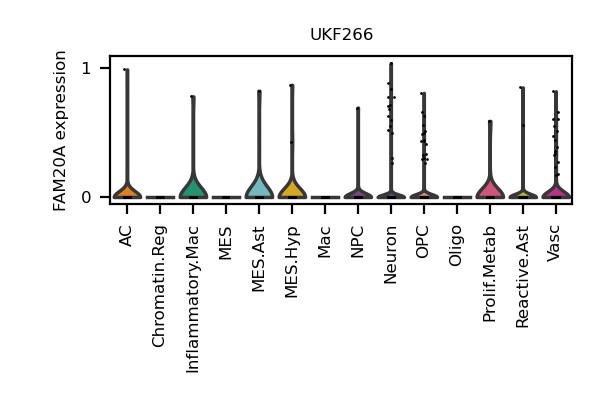 UKF266
FAM20A expression
1
0
AC
Chromatin.Reg
Inflammatory.Mac
MES
MES.Ast
MES.Hyp
Mac
NPC
Neuron
OPC
Oligo
Prolif.Metab
Reactive.Ast
Vasc